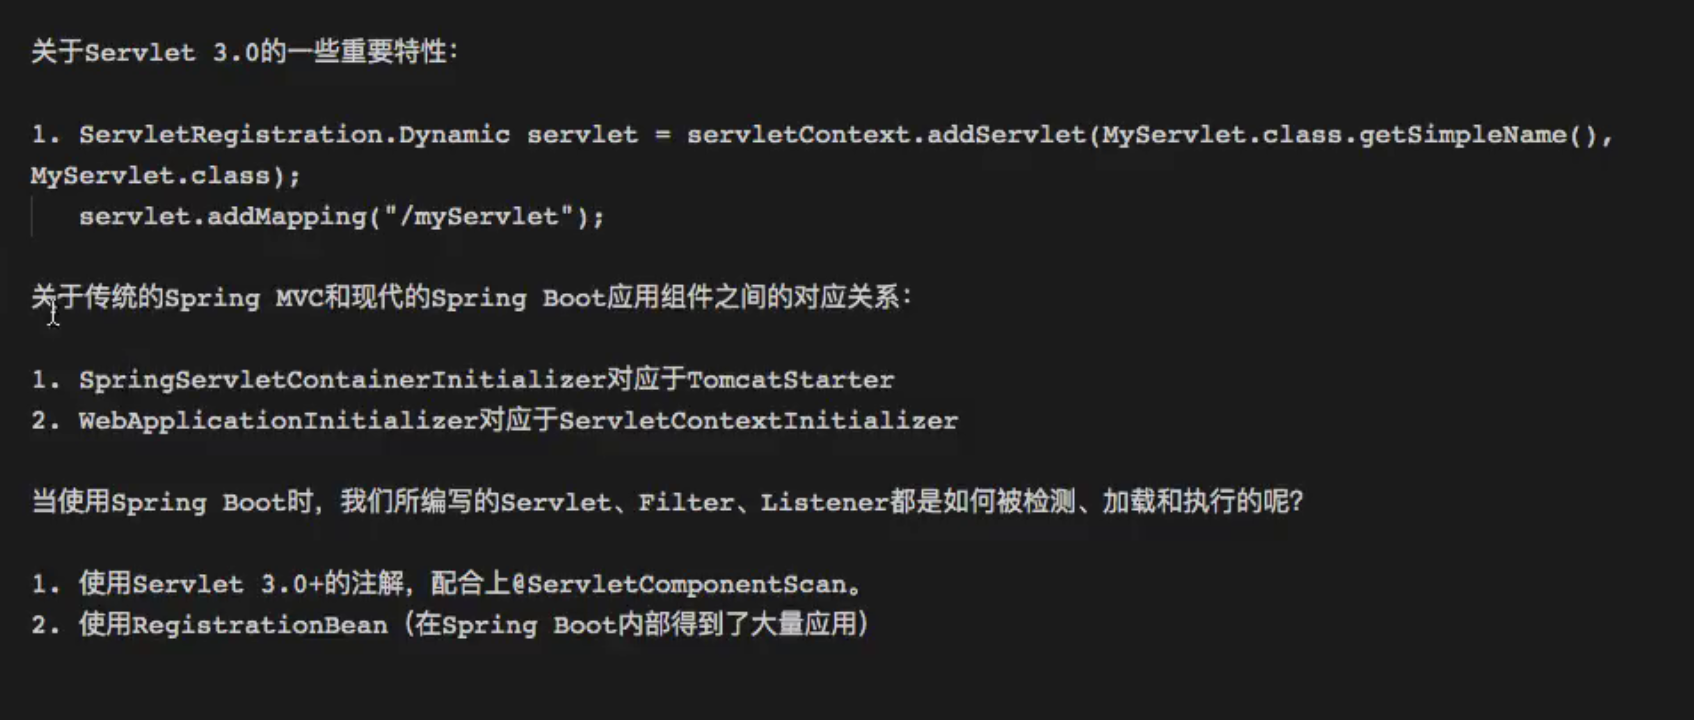 关于Servlet 3.0的一些重要特性：
1. ServletRegistration.Dynamic servlet = servletContext.addServlet(MyServlet.class.getSimpleName(),
MyServlet.class);
servlet.addMapping("/myServlet");
关于传统的Spring MVC和现代的Spring Boot应用组件之间的对应关系：
1. SpringServletContainerInitializer对应于TomcatStarter
2. WebApplicationInitializer对应于ServletContextInitializer
当使用Spring Boot时，我们所编写的Servlet、Filter、Listener都是如何被检测、加载和执行的呢？
1. 使用Servlet 3.0+的注解，配合上@ServletComponentScan。
2. 使用RegistrationBean（在Spring Boot内部得到了大量应用）